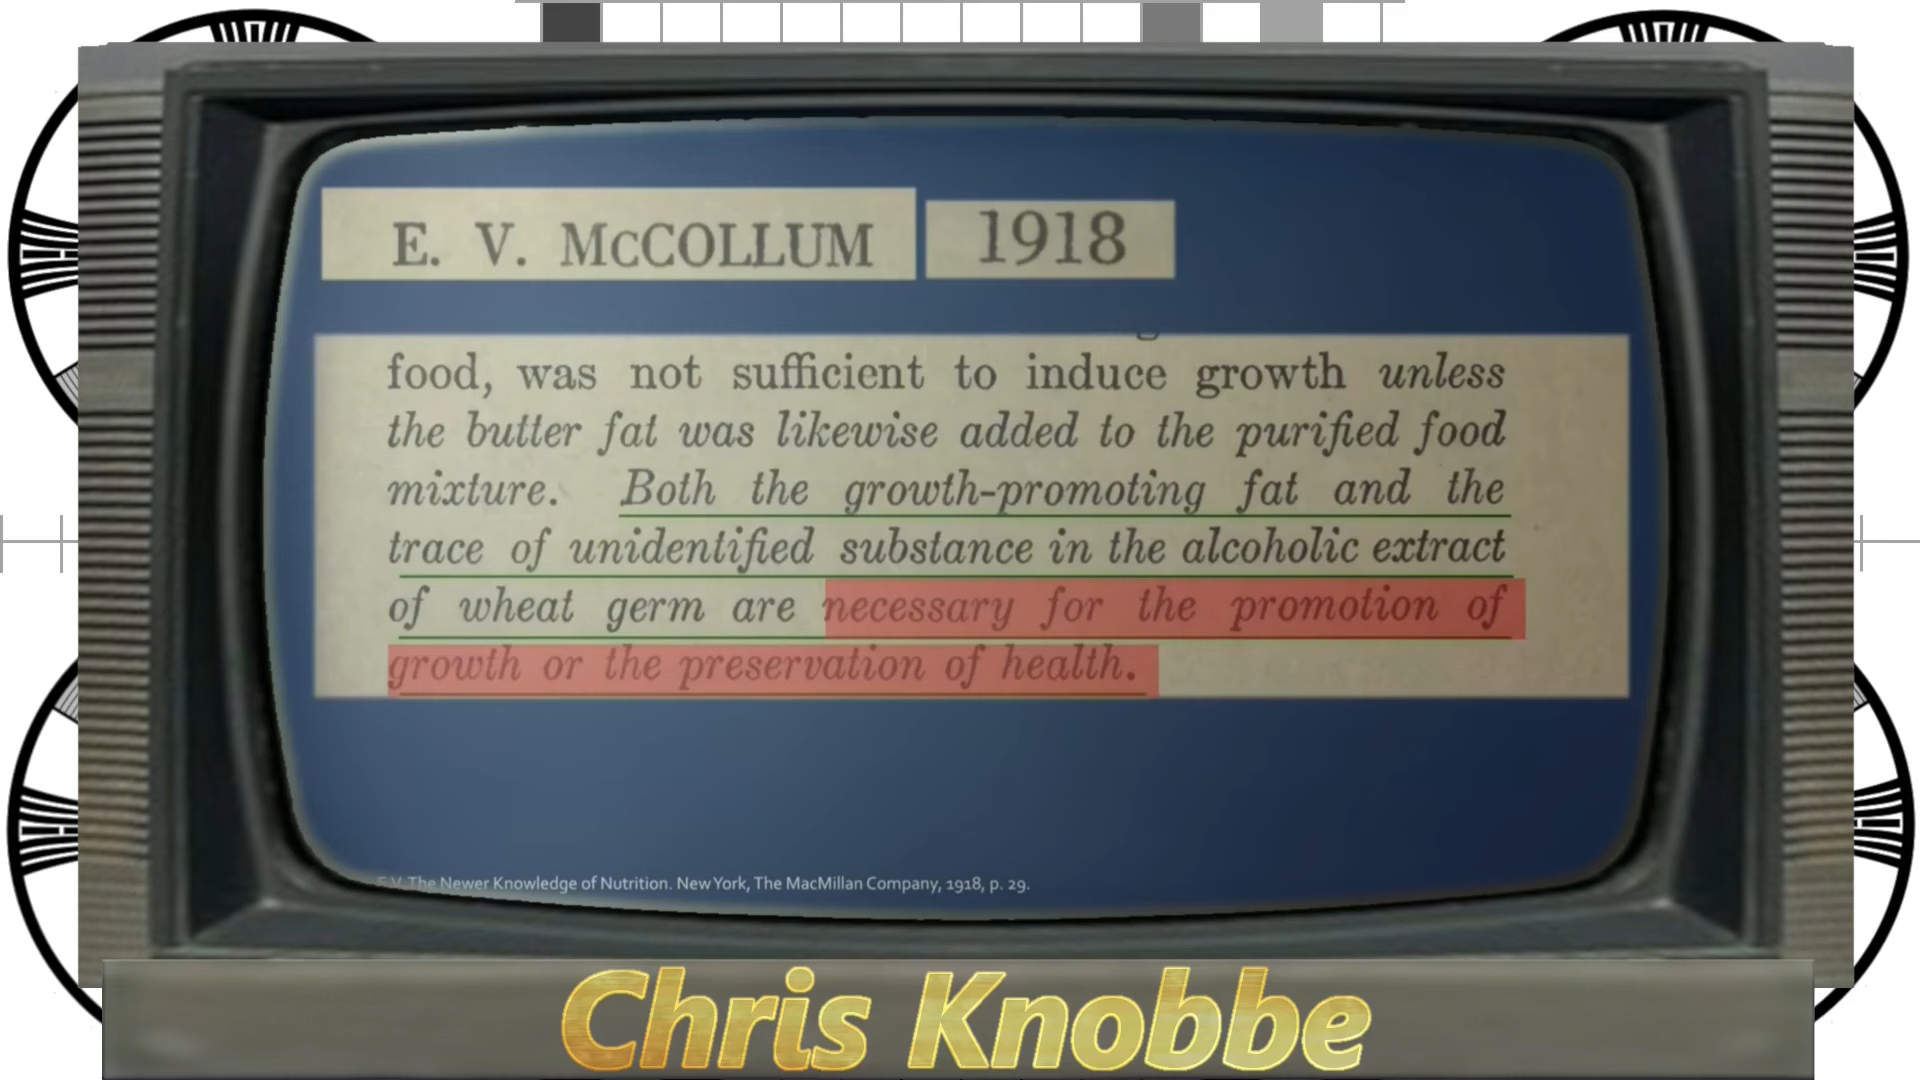 E. V. McCOLLUM
1918
food, was not sufficient to induce growth unless
the butter fat was likewise added to the purified food
mixture. Both the growth-promoting fat and the
trace of unidentified substance in the alcoholic extract
of wheat germ are necessary for the promotion of
growth or the preservation of health.
E.V. The Newer Knowledge of Nutrition. New York, The MacMillan Company, 1918, p. 29.
Chris Knobbe